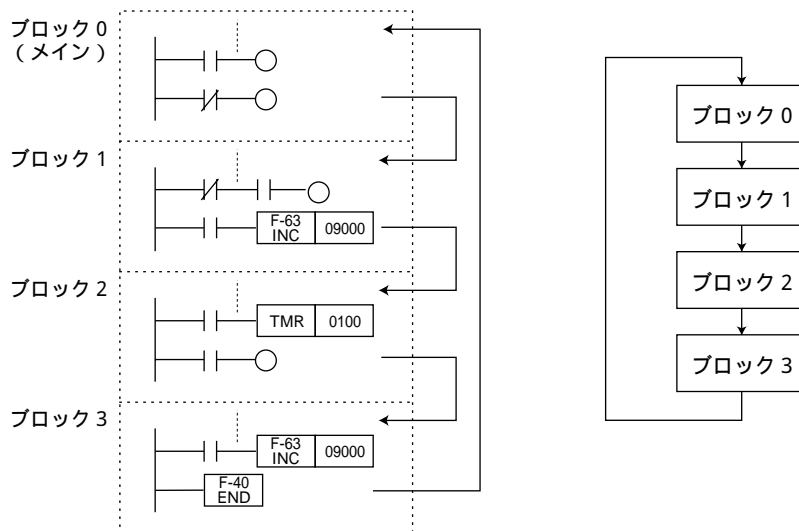 ブロック 0
(メイン)
ブロック 1
F-63
INC
09000
ブロック 2
TMR
0100
ブロック 3
F-63
INC
09000
F-40
END
ブロック 0
ブロック 1
ブロック 2
ブロック 3